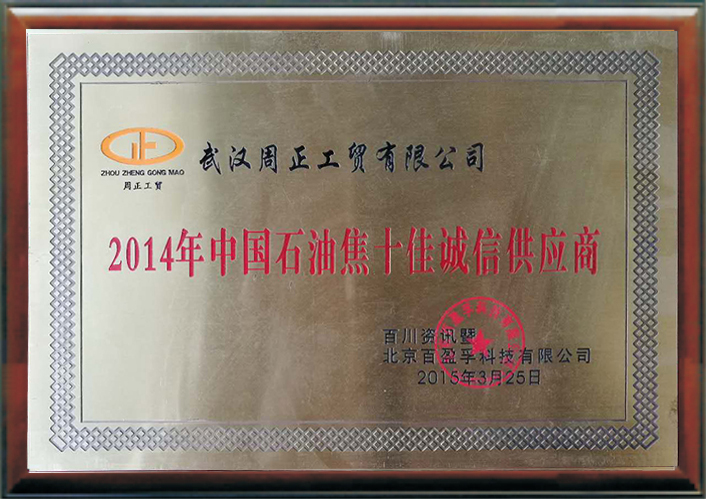 武汉周正工贸有限公司
ZHOU ZHENG GONG MAO
周正工贸
2014年中国石油焦十佳诚信供应商
百川资讯暨
北京百盈孚科技有限公司
2015年3月25日